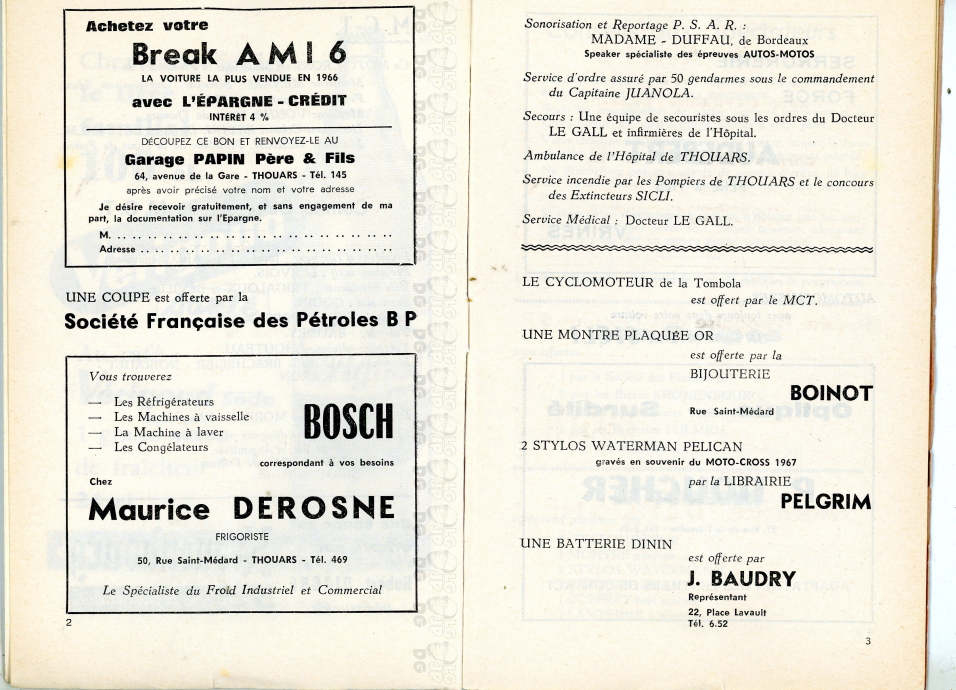 Achetez votre
Break AMI 6
LA VOITURE LA PLUS VENDUE EN 1966
avec L'ÉPARGNE - CRÉDIT
INTÉRÊT 4 %
DÉCOUPEZ CE BON ET RENVOYEZ-LE AU
Garage PAPIN Père & Fils
64, avenue de la Gare - THOUARS - Tél. 145
après avoir précisé votre nom et votre adresse
Je désire recevoir gratuitement, et sans engagement de ma
part, la documentation sur l'Epargne.
M. . . . . . . . . . . . . . . . . . . . . . . . . . . . . . . .
Adresse . . . . . . . . . . . . . . . . . . . . . . . . . . . .
UNE COUPE est offerte par la
Société Française des Pétroles B P
Vous trouverez
— Les Réfrigérateurs
— Les Machines à vaisselle
— La Machine à laver
— Les Congélateurs
BOSCH
correspondant à vos besoins
Chez
Maurice DEROSNE
FRIGORISTE
50, Rue Saint-Médard - THOUARS - Tél. 469
Le Spécialiste du Froid Industriel et Commercial
2
Sonorisation et Reportage P. S. A. R. :
MADAME - DUFFAU, de Bordeaux
Speaker spécialiste des épreuves AUTOS-MOTOS
Service d'ordre assuré par 50 gendarmes sous le commandement
du Capitaine JUANOLA.
Secours : Une équipe de secouristes sous les ordres du Docteur
LE GALL et infirmières de l'Hôpital.
Ambulance de l'Hôpital de THOUARS.
Service incendie par les Pompiers de THOUARS et le concours
des Extincteurs SICLI.
Service Médical : Docteur LE GALL.
LE CYCLOMOTEUR de la Tombola
est offert par le MCT.
UNE MONTRE PLAQUÉE OR
est offerte par la
BIJOUTERIE
BOINOT
Rue Saint-Médard
2 STYLOS WATERMAN PELICAN
gravés en souvenir du MOTO-CROSS 1967
par la LIBRAIRIE
PELGRIM
UNE BATTERIE DININ
est offerte par
J. BAUDRY
Représentant
22, Place Lavault
Tél. 6.52
3